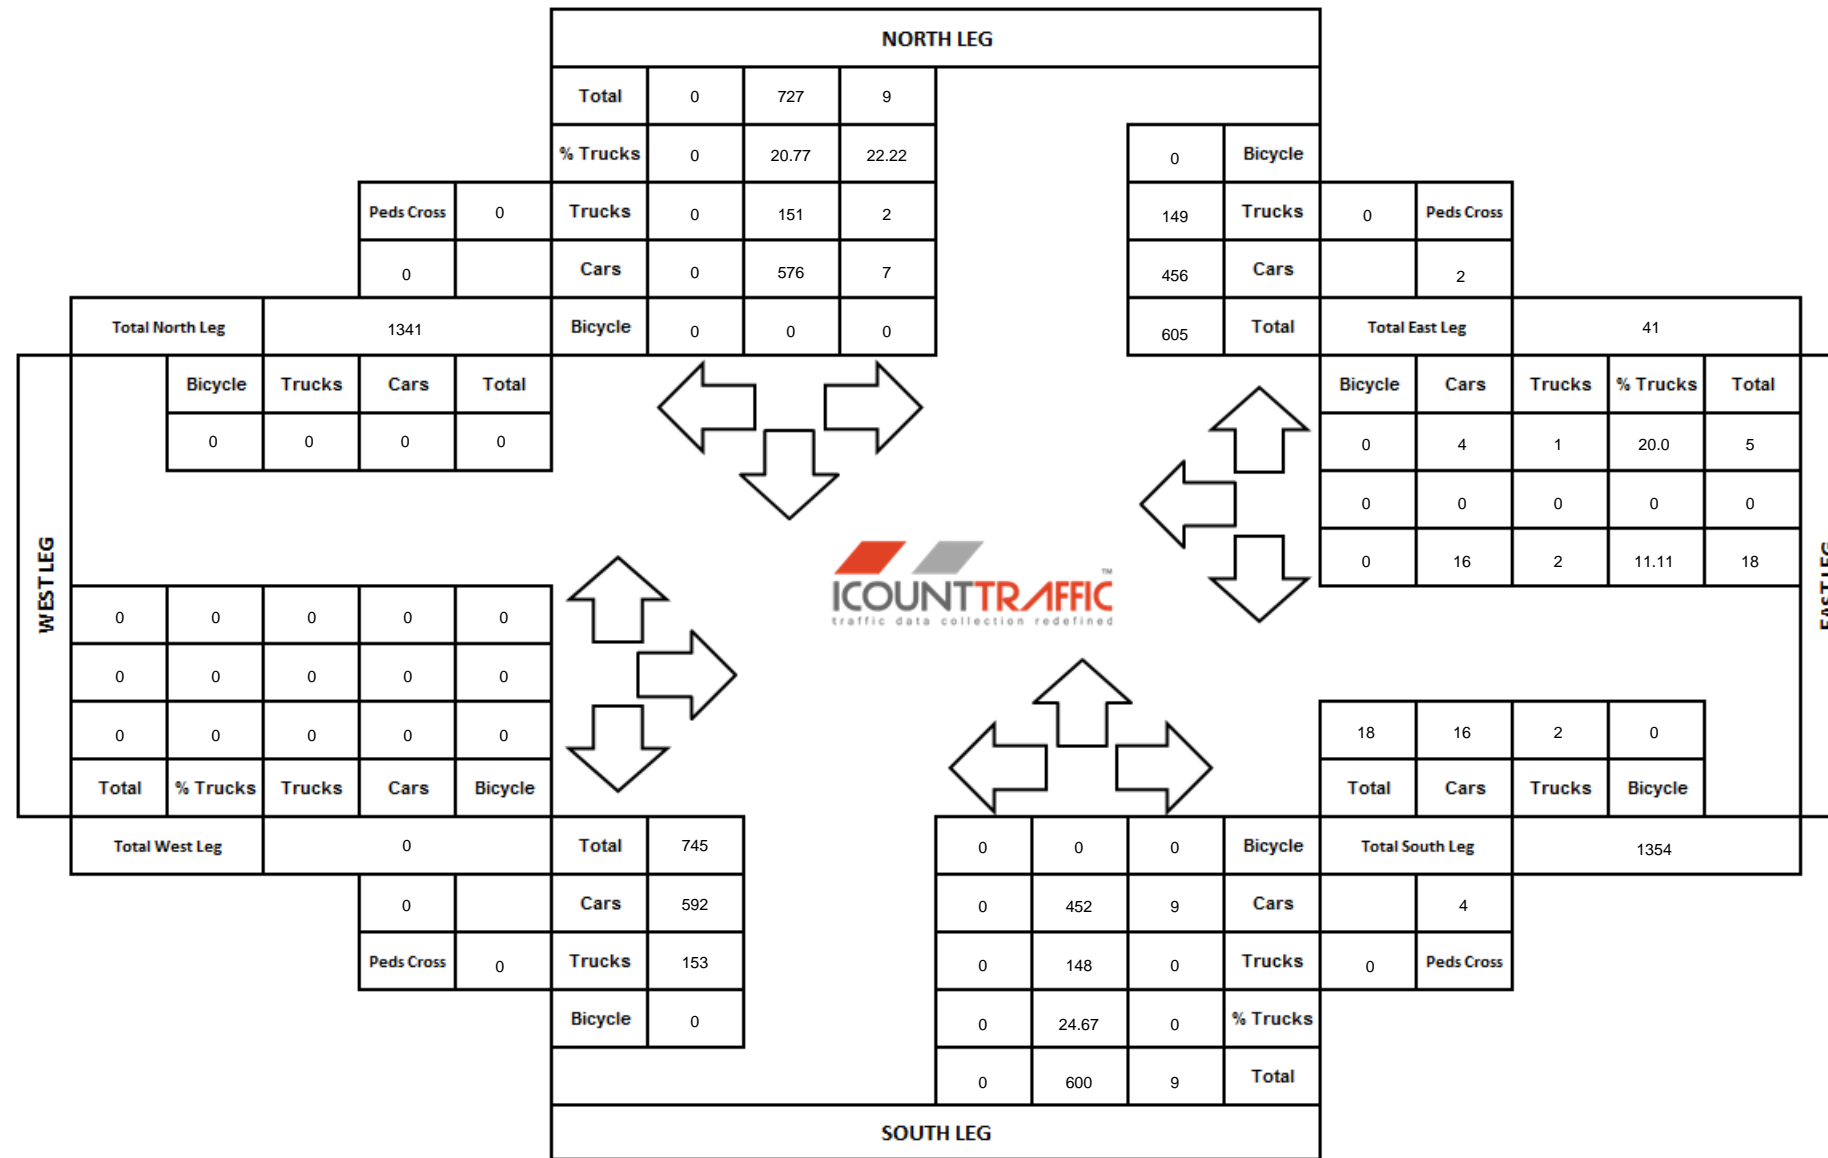 NORTH LEG
Total 0 727 9
% Trucks 0 20.77 22.22 0 Bicycle
Peds Cross 0 Trucks 0 151 2 149 Trucks 0 Peds Cross
0 Cars 0 576 7 456 Cars 2
Total North Leg 1341 Bicycle 0 0 0 605 Total Total East Leg 41
Bicycle Trucks Cars Total Bicycle Cars Trucks % Trucks Total
0 0 0 0 0 4 1 20.0 5
0 0 0 0 0
0 16 2 11.11 18
WEST LEG
EAST LEG
ICOUNTTRAFFIC™
traffic data collection redefined
0 0 0 0 0
0 0 0 0 0
0 0 0 0 0 18 16 2 0
Total % Trucks Trucks Cars Bicycle Total Cars Trucks Bicycle
Total West Leg 0 Total 745 0 0 0 Bicycle Total South Leg 1354
0 Cars 592 0 452 9 Cars 4
Peds Cross 0 Trucks 153 0 148 0 Trucks 0 Peds Cross
Bicycle 0 0 24.67 0 % Trucks
0 600 9 Total
SOUTH LEG